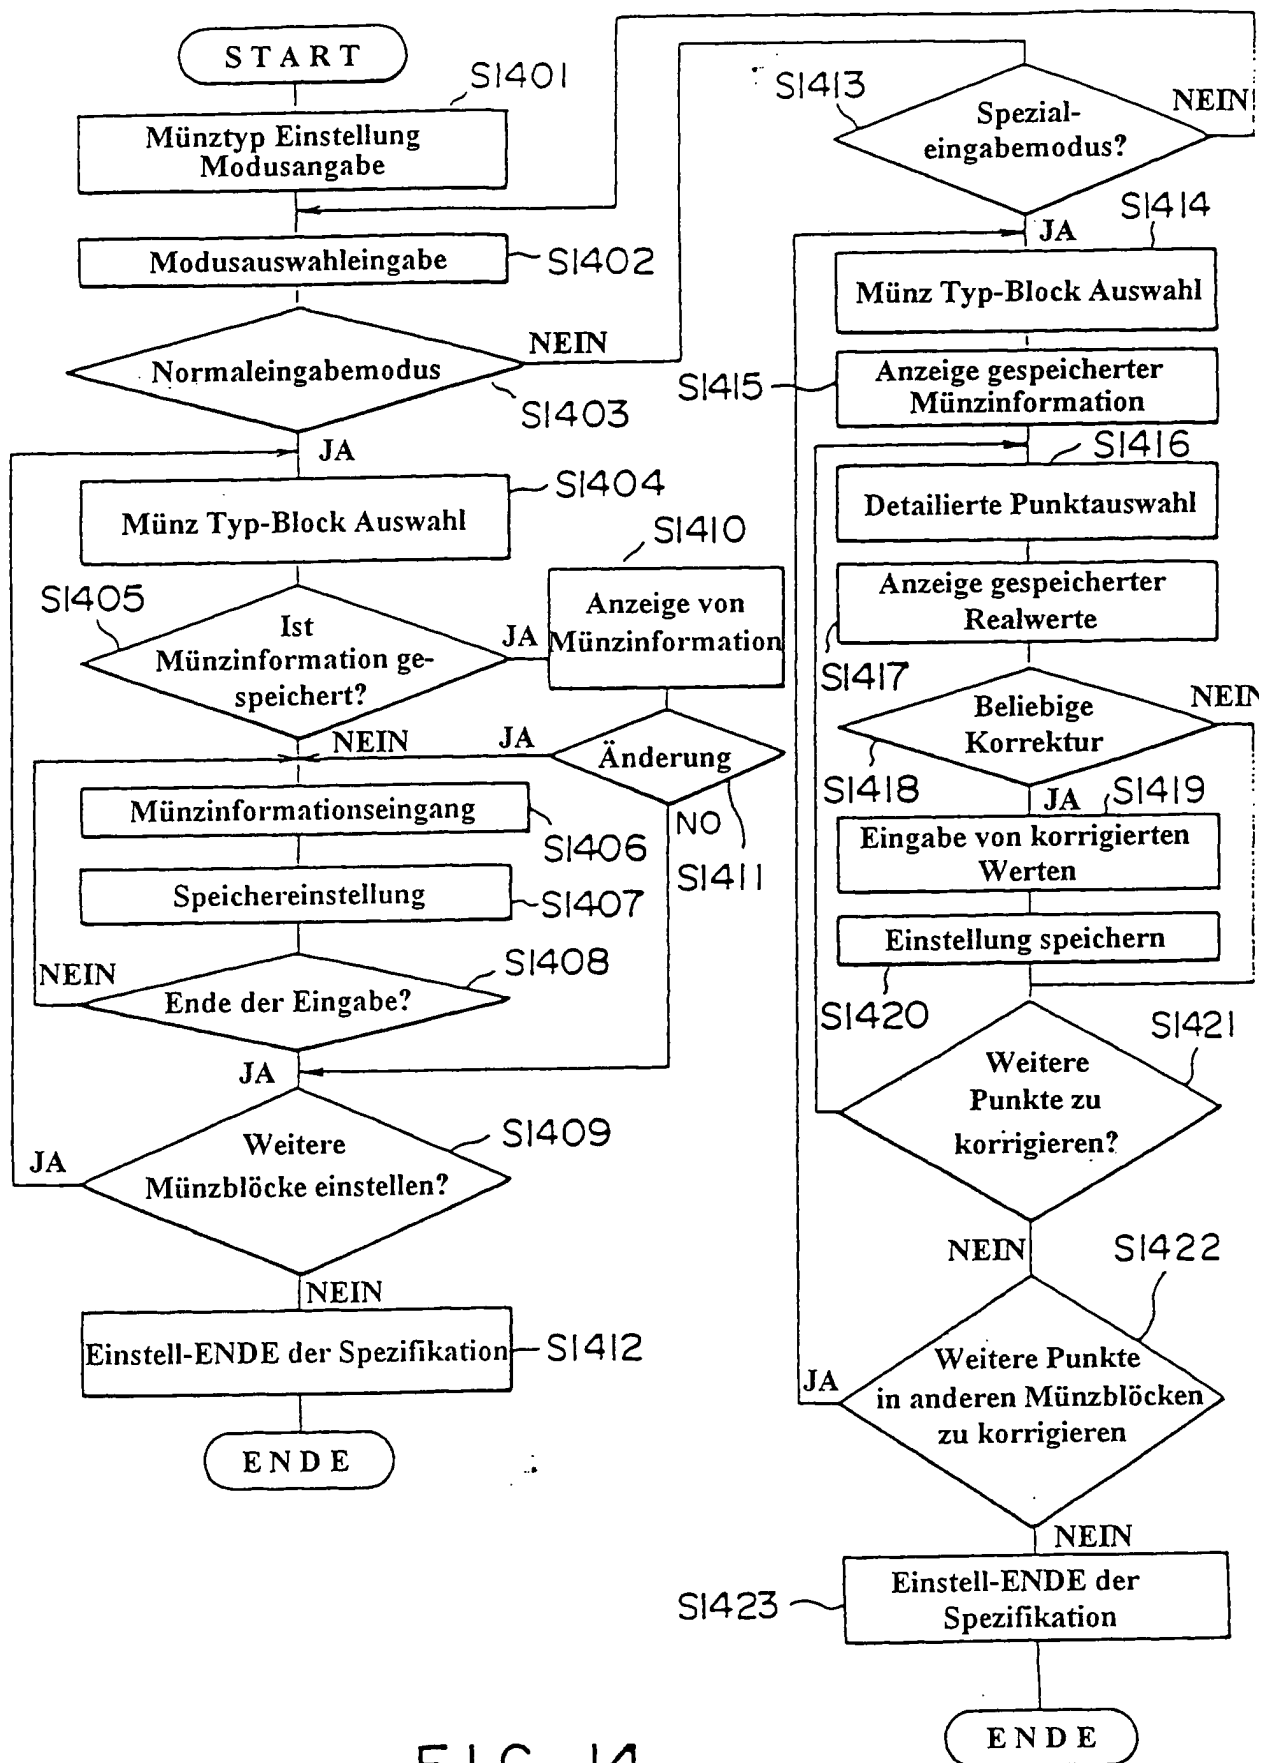 START
S1401
Münztyp Einstellung
Modusangabe
Modusauswahleingabe
S1402
Normaleingabemodus
NEIN
S1403
JA
Münz Typ-Block Auswahl
S1404
S1405
Ist
Münzinformation ge-
speichert?
JA
S1410
Anzeige von
Münzinformation
NEIN
JA
Änderung
NO
S1411
Münzinformationseingang
S1406
Speichereinstellung
S1407
NEIN
Ende der Eingabe?
S1408
JA
Weitere
Münzblöcke einstellen?
S1409
JA
NEIN
Einstell-ENDE der Spezifikation
S1412
ENDE
S1413
Spezial-
eingabemodus?
NEIN
JA
S1414
Münz Typ-Block Auswahl
S1415
Anzeige gespeicherter
Münzinformation
S1416
Detailierte Punktauswahl
Anzeige gespeicherter
Realwerte
S1417
Beliebige
Korrektur
NEIN
S1418
JA
S1419
Eingabe von korrigierten
Werten
Einstellung speichern
S1420
S1421
Weitere
Punkte zu
korrigieren?
NEIN
S1422
Weitere Punkte
in anderen Münzblöcken
zu korrigieren
JA
NEIN
Einstell-ENDE der
Spezifikation
S1423
ENDE
FIG. 14